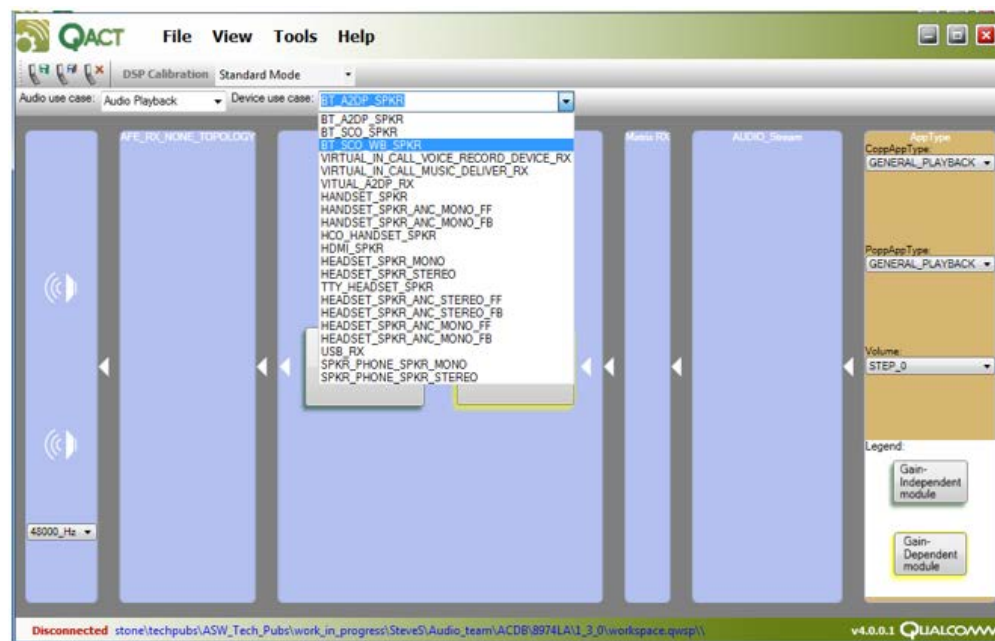 QACT File View Tools Help
DSP Calibration Standard Mode
Audio use case: Audio Playback Device use case: BT_A2DP_SPKR
BT_A2DP_SPKR
BT_SCO_SPKR
BT_SCO_WB_SPKR
VIRTUAL_IN_CALL_VOICE_RECORD_DEVICE_RX
VIRTUAL_IN_CALL_MUSIC_DELIVER_RX
VITUAL_A2DP_RX
HANDSET_SPKR
HANDSET_SPKR_ANC_MONO_FF
HANDSET_SPKR_ANC_MONO_FB
HCO_HANDSET_SPKR
HDMI_SPKR
HEADSET_SPKR_MONO
HEADSET_SPKR_STEREO
TTY_HEADSET_SPKR
HEADSET_SPKR_ANC_STEREO_FF
HEADSET_SPKR_ANC_STEREO_FB
HEADSET_SPKR_ANC_MONO_FF
HEADSET_SPKR_ANC_MONO_FB
USB_RX
SPKR_PHONE_SPKR_MONO
SPKR_PHONE_SPKR_STEREO
AFE_RX_NONE_TOPOLOGY
Matrix RX
AUDIO_Stream
AppType
CoppAppType:
GENERAL_PLAYBACK
PoppAppType:
GENERAL_PLAYBACK
Volume:
STEP_0
Legend:
Gain-
Independent
module
Gain-
Dependent
module
48000_Hz
Disconnected stone\techpubs\ASW_Tech_Pubs\work_in_progress\SteveS\Audio_team\ACDB\8974LA\1_3_0\workspace.qwsp\\ v4.0.0.1 QUALCOMM